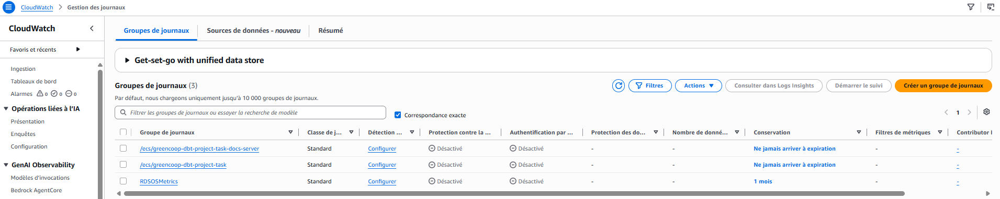 CloudWatch > Gestion des journaux
CloudWatch
Favoris et récents
Ingestion
Tableaux de bord
Alarmes 0 0 0
Opérations liées à l'IA
Présentation
Enquêtes
Configuration
GenAI Observability
Modèles d'invocations
Bedrock AgentCore
Groupes de journaux Sources de données - nouveau Résumé
Get-set-go with unified data store
Groupes de journaux (3) Filtres Actions Consulter dans Logs Insights Démarrer le suivi Créer un groupe de journaux
Par défaut, nous chargeons uniquement jusqu'à 10 000 groupes de journaux.
Filtrer les groupes de journaux ou essayer la recherche de modèle Correspondance exacte 1
Groupe de journaux Classe de j... Détection ... Protection contre la ... Authentification par ... Protection des do... Nombre de donné... Conservation Filtres de métriques Contributor I
/ecs/greencoop-dbt-project-task-docs-server Standard Configurer Désactivé Désactivé - - Ne jamais arriver à expiration - -
/ecs/greencoop-dbt-project-task Standard Configurer Désactivé Désactivé - - Ne jamais arriver à expiration - -
RDSOSMetrics Standard Configurer Désactivé Désactivé - - 1 mois - -